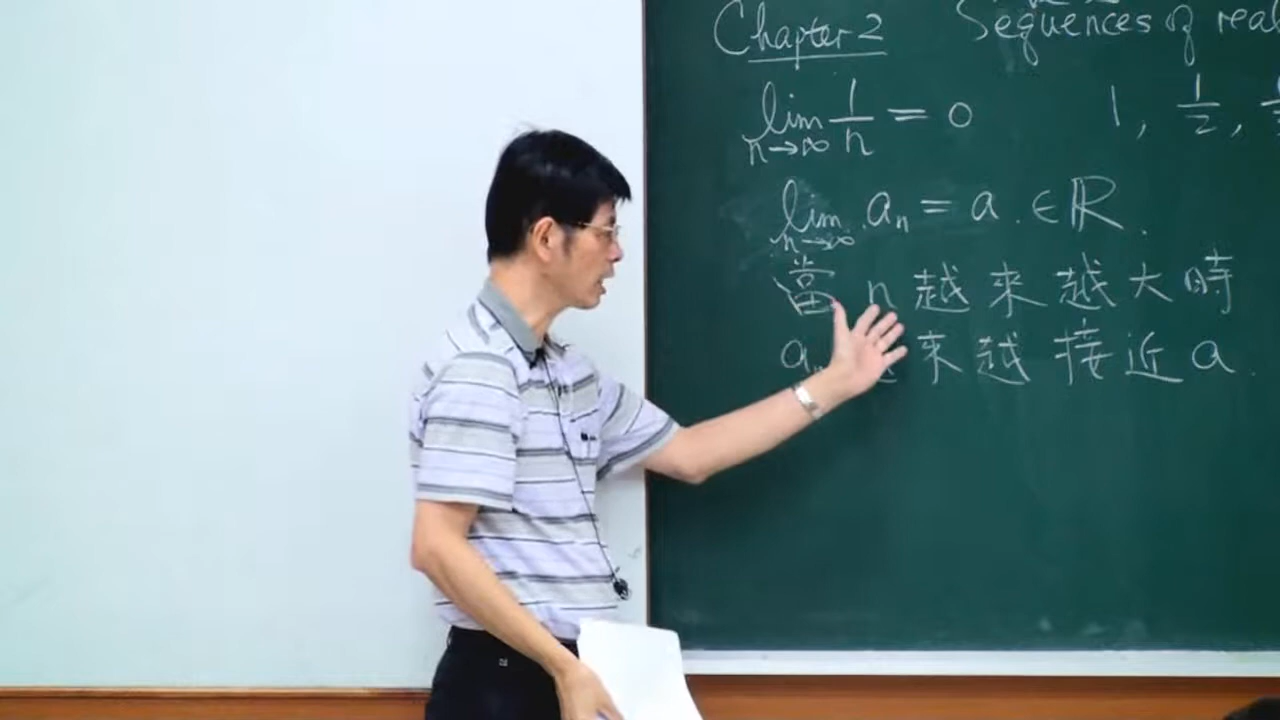 Chapter 2 Sequences of real
lim n→∞ 1/n = 0 1, 1/2,
lim n→∞ an = a ∈ ℝ.
當 n 越來越大時
an 來越接近 a.